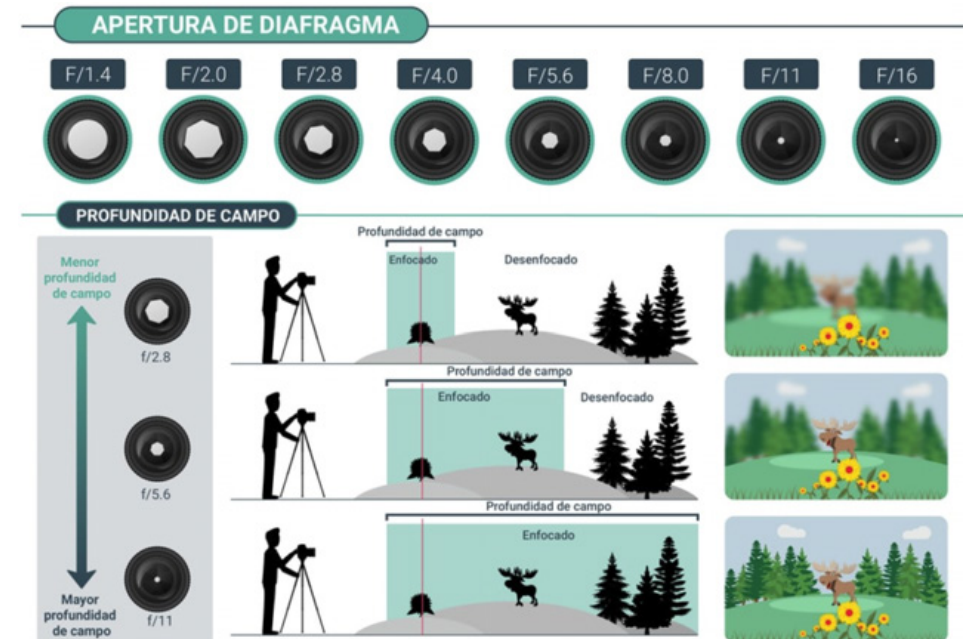 APERTURA DE DIAFRAGMA
F/1.4 F/2.0 F/2.8 F/4.0 F/5.6 F/8.0 F/11 F/16
PROFUNDIDAD DE CAMPO
Menor
profundidad
de campo
f/2.8
f/5.6
Mayor
profundidad
de campo
f/11
Profundidad de campo
Enfocado Desenfocado
Profundidad de campo
Enfocado Desenfocado
Profundidad de campo
Enfocado